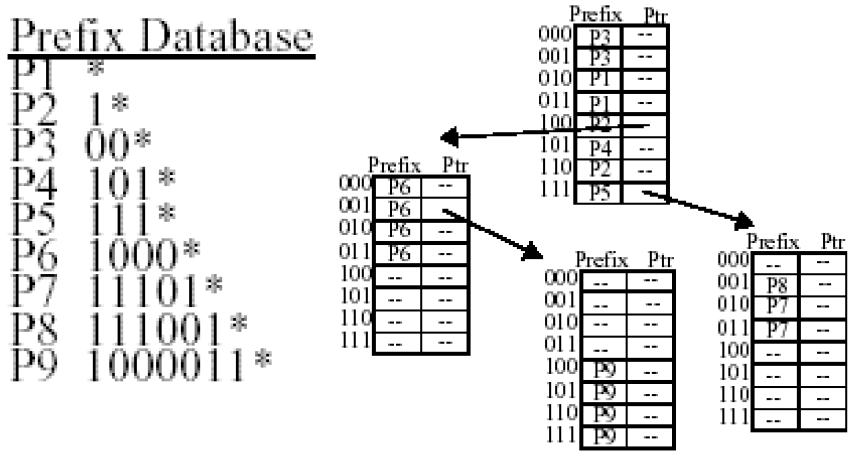 Prefix Database
P1 *
P2 1*
P3 00*
P4 101*
P5 111*
P6 1000*
P7 11101*
P8 111001*
P9 1000011*
Prefix Ptr
000 P3 --
001 P3 --
010 P1 --
011 P1 --
100 P2
101 P4 --
110 P2 --
111 P5
Prefix Ptr
000 P6 --
001 P6
010 P6 --
011 P6 --
100 -- --
101 -- --
110 -- --
111 -- --
Prefix Ptr
000 -- --
001 -- --
010 -- --
011 -- --
100 P9 --
101 P9 --
110 P9 --
111 P9 --
Prefix Ptr
000 -- --
001 P8 --
010 P7 --
011 P7 --
100 -- --
101 -- --
110 -- --
111 -- --